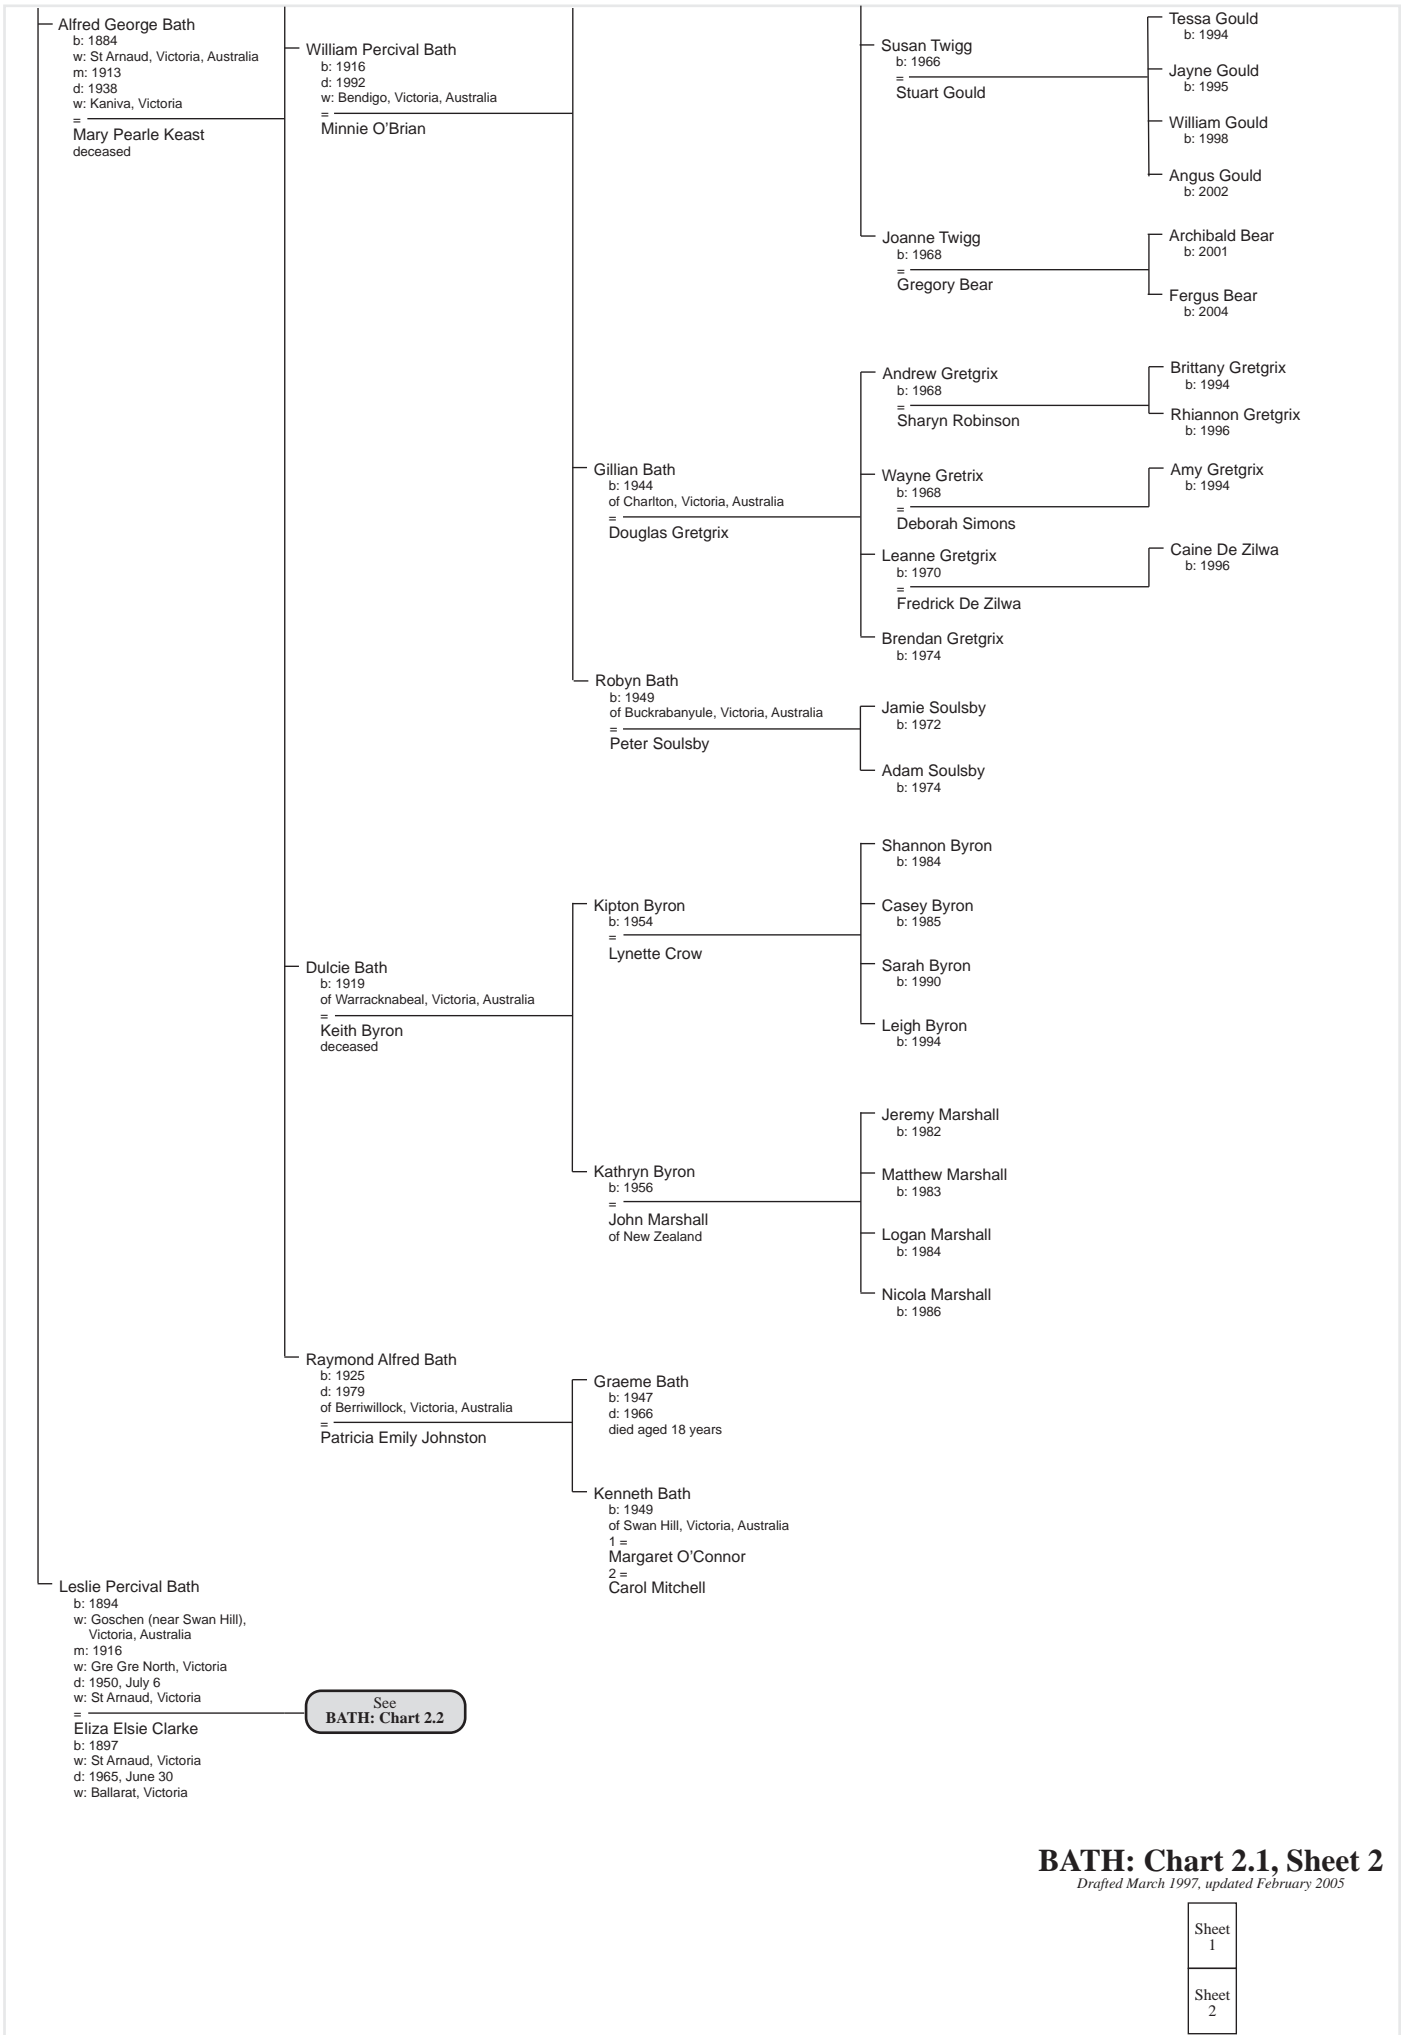 Alfred George Bath
b: 1884
w: St Arnaud, Victoria, Australia
m: 1913
d: 1938
w: Kaniva, Victoria
=
Mary Pearle Keast
deceased
William Percival Bath
b: 1916
d: 1992
w: Bendigo, Victoria, Australia
=
Minnie O'Brian
Susan Twigg
b: 1966
=
Stuart Gould
Tessa Gould
b: 1994
Jayne Gould
b: 1995
William Gould
b: 1998
Angus Gould
b: 2002
Joanne Twigg
b: 1968
=
Gregory Bear
Archibald Bear
b: 2001
Fergus Bear
b: 2004
Gillian Bath
b: 1944
of Charlton, Victoria, Australia
=
Douglas Gretgrix
Andrew Gretgrix
b: 1968
=
Sharyn Robinson
Brittany Gretgrix
b: 1994
Rhiannon Gretgrix
b: 1996
Wayne Gretrix
b: 1968
=
Deborah Simons
Amy Gretgrix
b: 1994
Leanne Gretgrix
b: 1970
=
Fredrick De Zilwa
Caine De Zilwa
b: 1996
Brendan Gretgrix
b: 1974
Robyn Bath
b: 1949
of Buckrabanyule, Victoria, Australia
=
Peter Soulsby
Jamie Soulsby
b: 1972
Adam Soulsby
b: 1974
Dulcie Bath
b: 1919
of Warracknabeal, Victoria, Australia
=
Keith Byron
deceased
Kipton Byron
b: 1954
=
Lynette Crow
Shannon Byron
b: 1984
Casey Byron
b: 1985
Sarah Byron
b: 1990
Leigh Byron
b: 1994
Kathryn Byron
b: 1956
=
John Marshall
of New Zealand
Jeremy Marshall
b: 1982
Matthew Marshall
b: 1983
Logan Marshall
b: 1984
Nicola Marshall
b: 1986
Raymond Alfred Bath
b: 1925
d: 1979
of Berriwillock, Victoria, Australia
=
Patricia Emily Johnston
Graeme Bath
b: 1947
d: 1966
died aged 18 years
Kenneth Bath
b: 1949
of Swan Hill, Victoria, Australia
1 =
Margaret O'Connor
2 =
Carol Mitchell
Leslie Percival Bath
b: 1894
w: Goschen (near Swan Hill),
Victoria, Australia
m: 1916
w: Gre Gre North, Victoria
d: 1950, July 6
w: St Arnaud, Victoria
=
Eliza Elsie Clarke
b: 1897
w: St Arnaud, Victoria
d: 1965, June 30
w: Ballarat, Victoria
See
BATH: Chart 2.2
BATH: Chart 2.1, Sheet 2
Drafted March 1997, updated February 2005
Sheet
1
Sheet
2